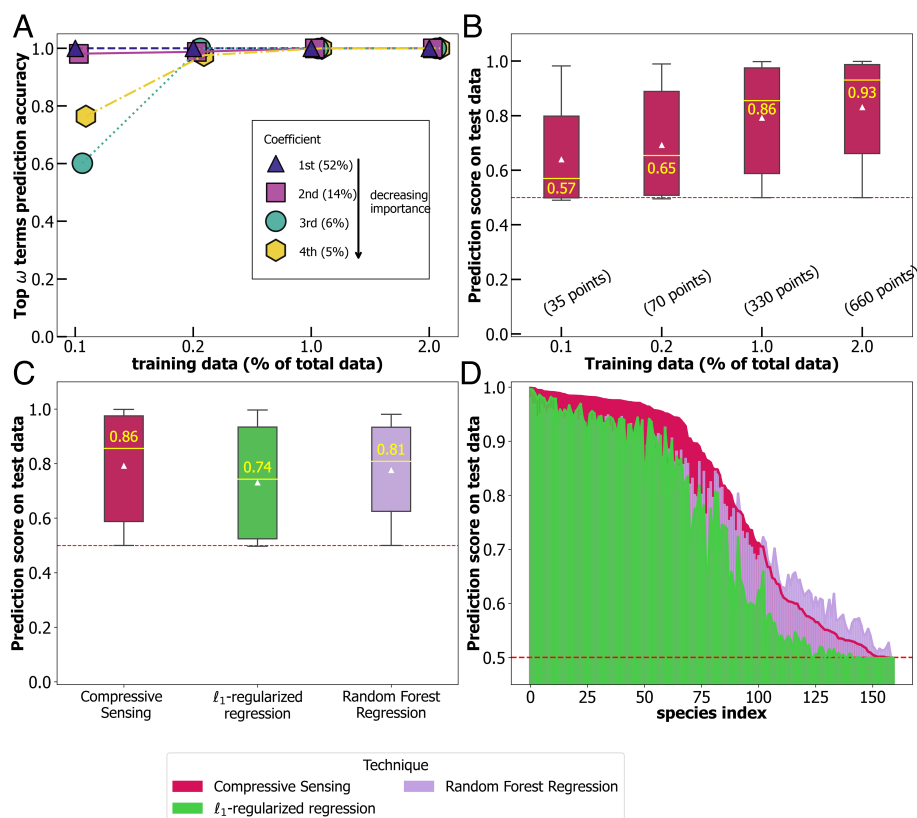 A
Top ω terms prediction accuracy
1.0
0.8
0.6
0.4
0.2
0.0
Coefficient
1st (52%)
2nd (14%)
3rd (6%)
4th (5%)
decreasing
importance
0.1
0.2
1.0
2.0
training data (% of total data)
B
Prediction score on test data
1.0
0.8
0.6
0.4
0.2
0.0
0.57
0.65
0.86
0.93
(35 points)
(70 points)
(330 points)
(660 points)
0.1
0.2
1.0
2.0
Training data (% of total data)
C
Prediction score on test data
1.0
0.8
0.6
0.4
0.2
0.0
0.86
0.74
0.81
Compressive
Sensing
ℓ₁-regularized
regression
Random Forest
Regression
D
Prediction score on test data
1.0
0.9
0.8
0.7
0.6
0.5
0
25
50
75
100
125
150
species index
Technique
Compressive Sensing
Random Forest Regression
ℓ₁-regularized regression